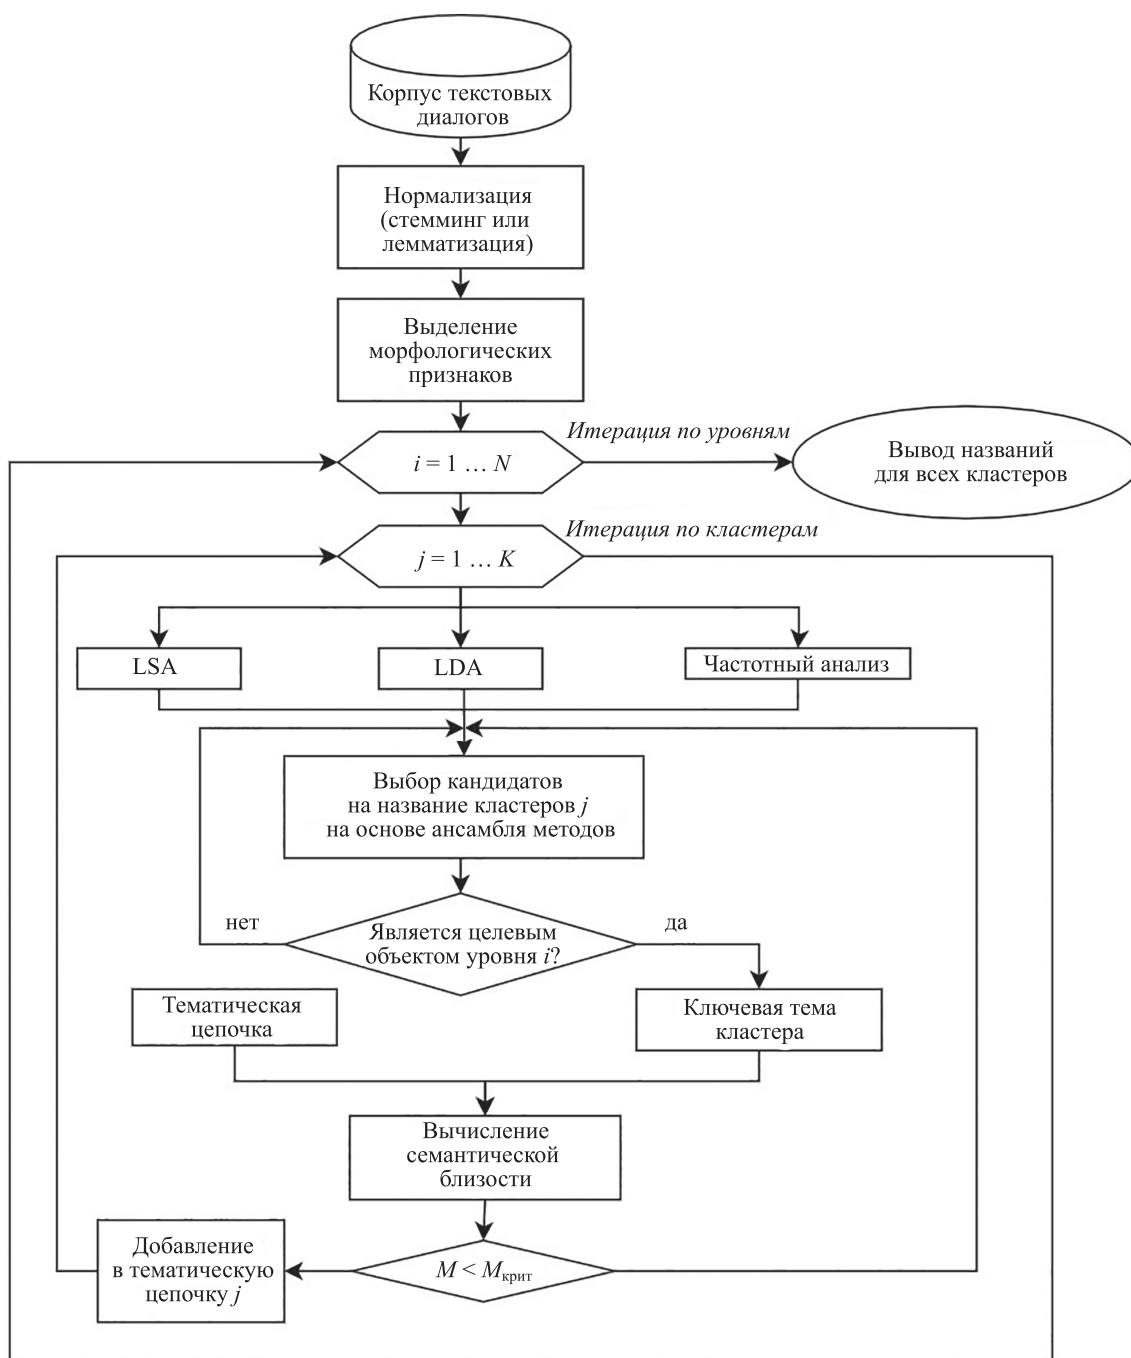 Корпус текстовых
диалогов
Нормализация
(стемминг или
лемматизация)
Выделение
морфологических
признаков
Итерация по уровням
i = 1 … N
Вывод названий
для всех кластеров
Итерация по кластерам
j = 1 … K
LSA
LDA
Частотный анализ
Выбор кандидатов
на название кластеров j
на основе ансамбля методов
нет
да
Является целевым
объектом уровня i?
Тематическая
цепочка
Ключевая тема
кластера
Вычисление
семантической
близости
Добавление
в тематическую
цепочку j
M < Mкрит